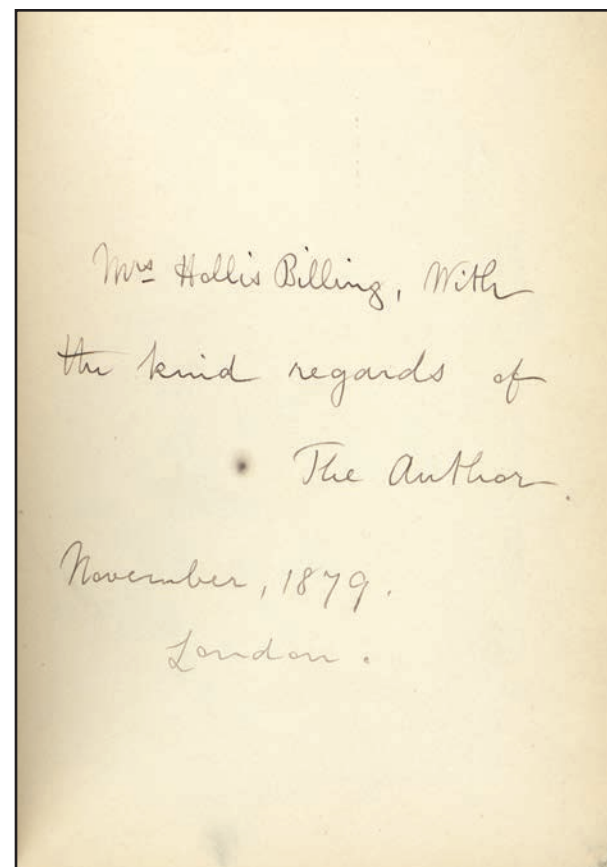 Mrs Hollis Billing, With
the kind regards of
The Author.
November, 1879.
London.